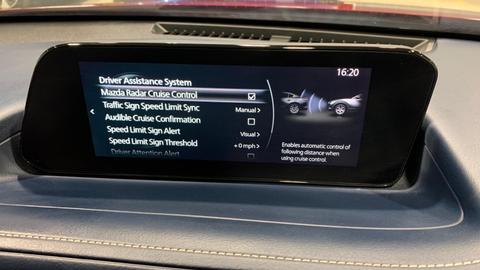 16:20
Driver Assistance System
Mazda Radar Cruise Control
Traffic Sign Speed Limit Sync Manual
Audible Cruise Confirmation
Speed Limit Sign Alert Visual
Speed Limit Sign Threshold + 0 mph
Driver Attention Alert
Enables automatic control of
following distance when
using cruise control.